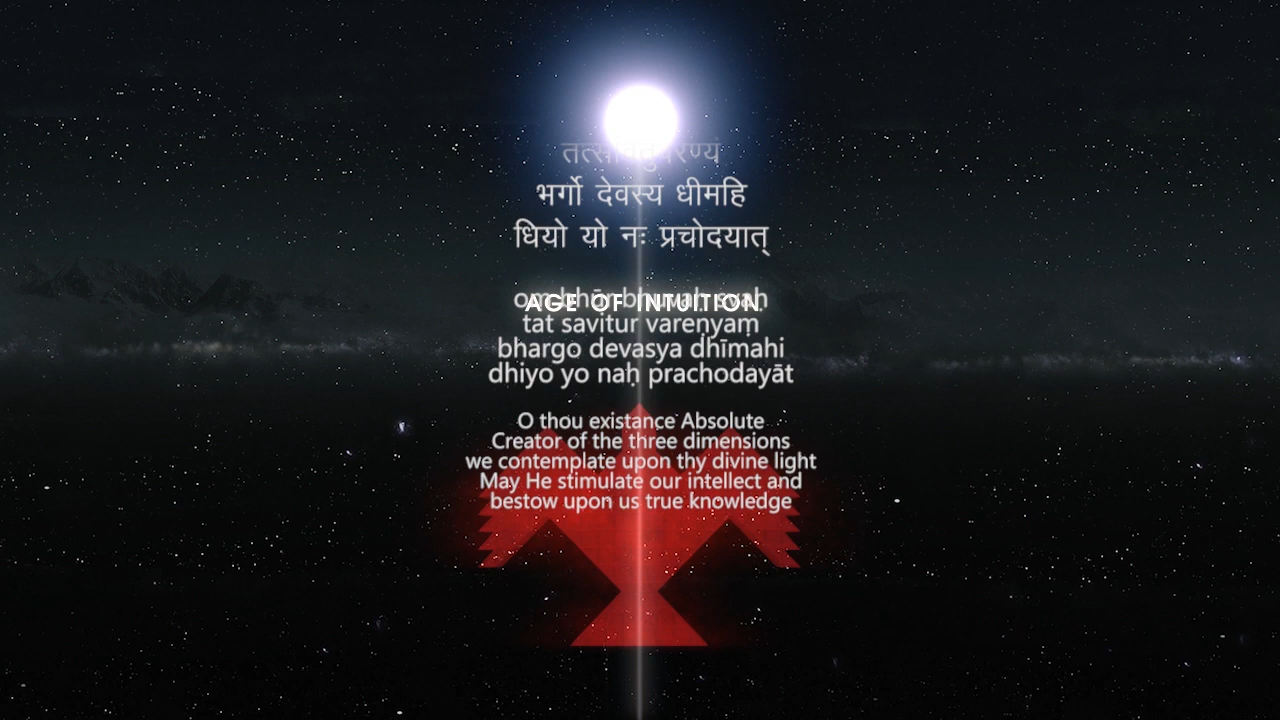 भर्गो देवस्य धीमहि
धियो यो नः प्रचोदयात्
AGE OF INTUITION
tat savitur vareṇyaṃ
bhargo devasya dhīmahi
dhiyo yo naḥ prachodayāt
O thou existance Absolute
Creator of the three dimensions
we contemplate upon thy divine light
May He stimulate our intellect and
bestow upon us true knowledge